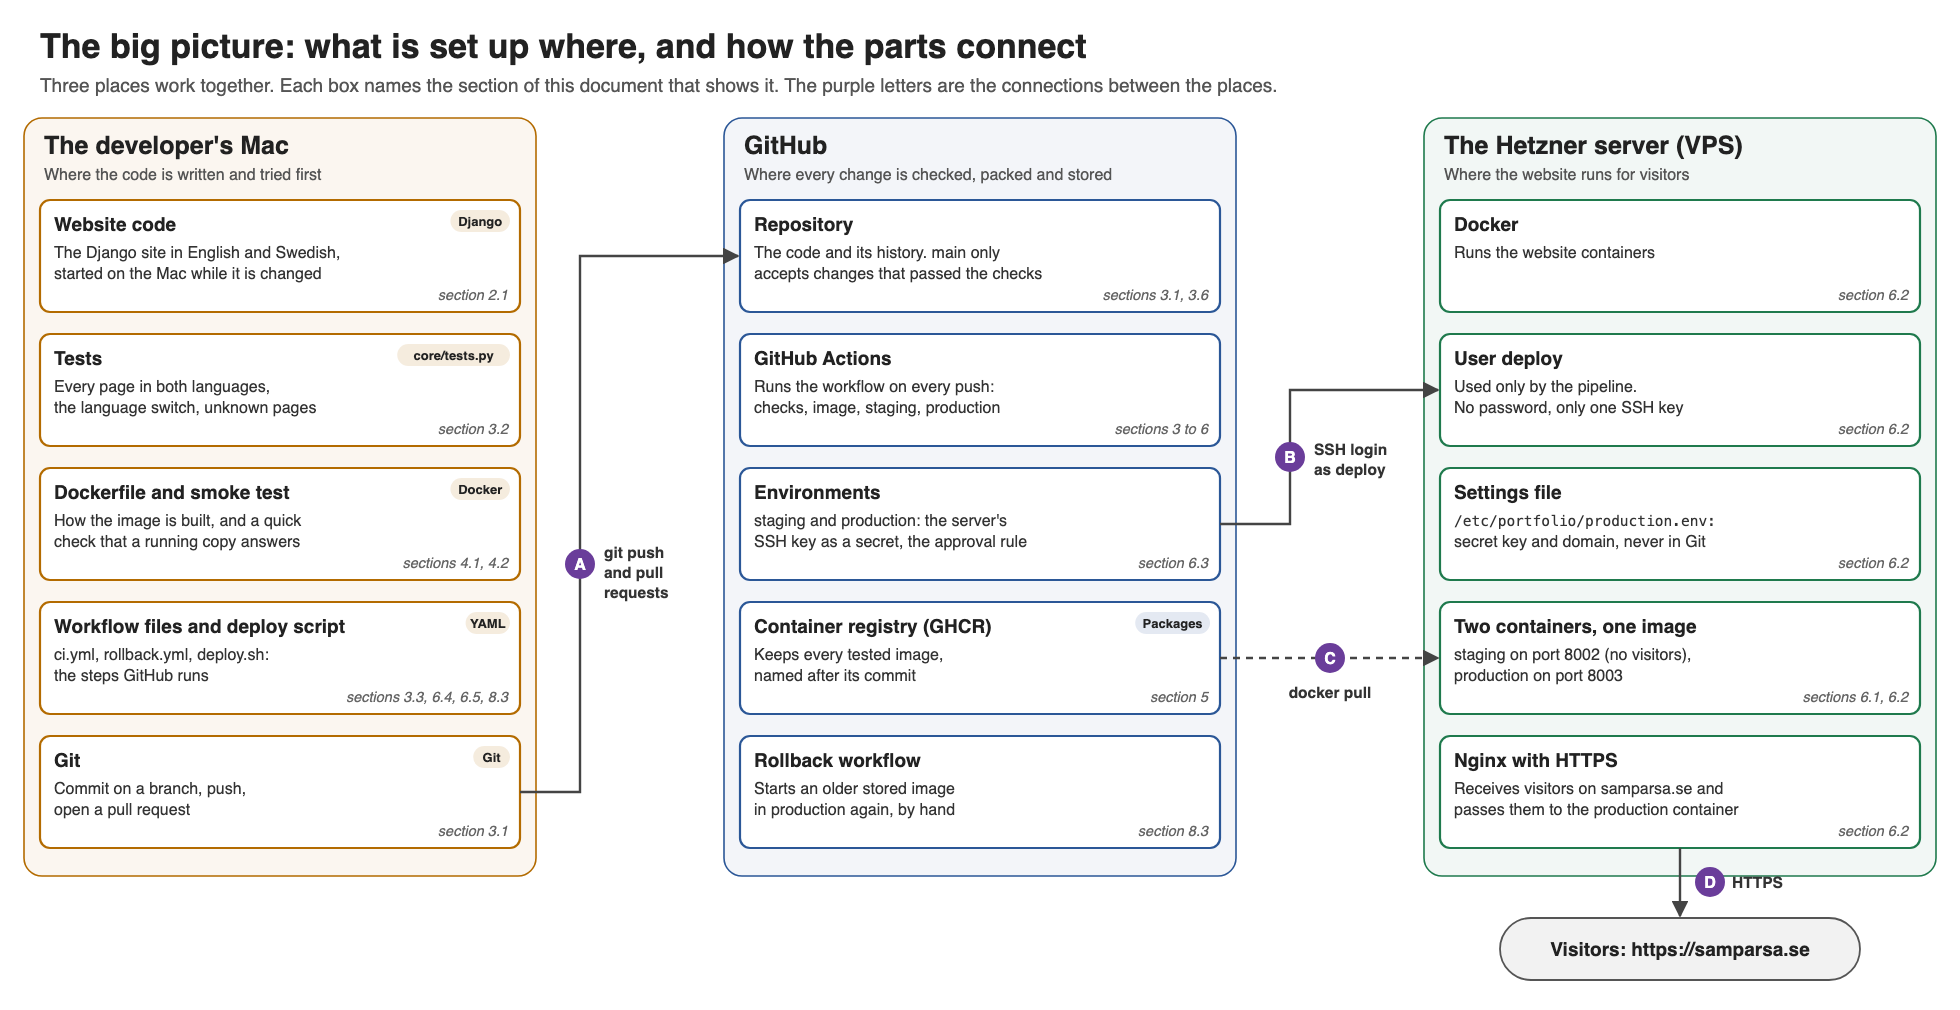 The big picture: what is set up where, and how the parts connect
Three places work together. Each box names the section of this document that shows it. The purple letters are the connections between the places.
The developer's Mac
Where the code is written and tried first
Website code
Django
The Django site in English and Swedish,
started on the Mac while it is changed
section 2.1
Tests
core/tests.py
Every page in both languages,
the language switch, unknown pages
section 3.2
Dockerfile and smoke test
Docker
How the image is built, and a quick
check that a running copy answers
sections 4.1, 4.2
Workflow files and deploy script
YAML
ci.yml, rollback.yml, deploy.sh:
the steps GitHub runs
sections 3.3, 6.4, 6.5, 8.3
Git
Git
Commit on a branch, push,
open a pull request
section 3.1
A
git push
and pull
requests
GitHub
Where every change is checked, packed and stored
Repository
The code and its history. main only
accepts changes that passed the checks
sections 3.1, 3.6
GitHub Actions
Runs the workflow on every push:
checks, image, staging, production
sections 3 to 6
Environments
staging and production: the server's
SSH key as a secret, the approval rule
section 6.3
Container registry (GHCR)
Packages
Keeps every tested image,
named after its commit
section 5
Rollback workflow
Starts an older stored image
in production again, by hand
section 8.3
B
SSH login
as deploy
C
docker pull
The Hetzner server (VPS)
Where the website runs for visitors
Docker
Runs the website containers
section 6.2
User deploy
Used only by the pipeline.
No password, only one SSH key
section 6.2
Settings file
/etc/portfolio/production.env:
secret key and domain, never in Git
section 6.2
Two containers, one image
staging on port 8002 (no visitors),
production on port 8003
sections 6.1, 6.2
Nginx with HTTPS
Receives visitors on samparsa.se and
passes them to the production container
section 6.2
D
HTTPS
Visitors: https://samparsa.se